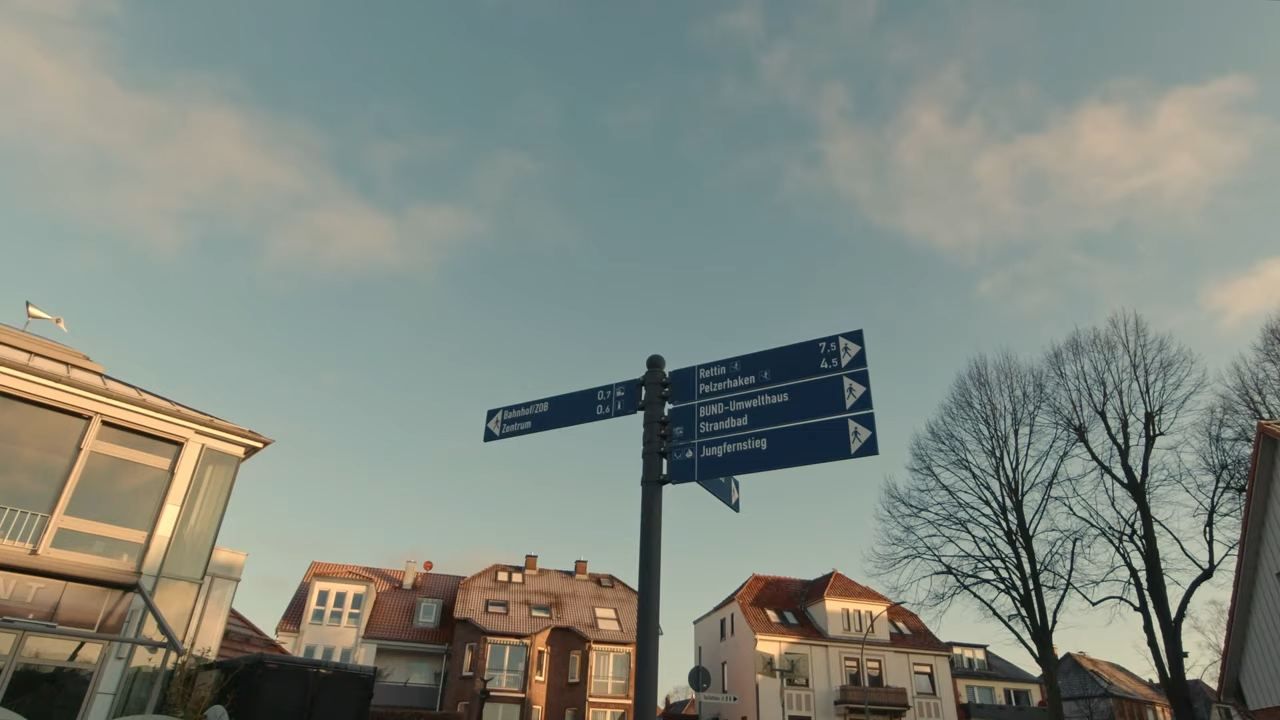 Bahnhof/ZOB 0,7
Zentrum 0,6
Rettin 7,5
Pelzerhaken 4,5
BUND-Umwelthaus
Strandbad
Jungfernstieg